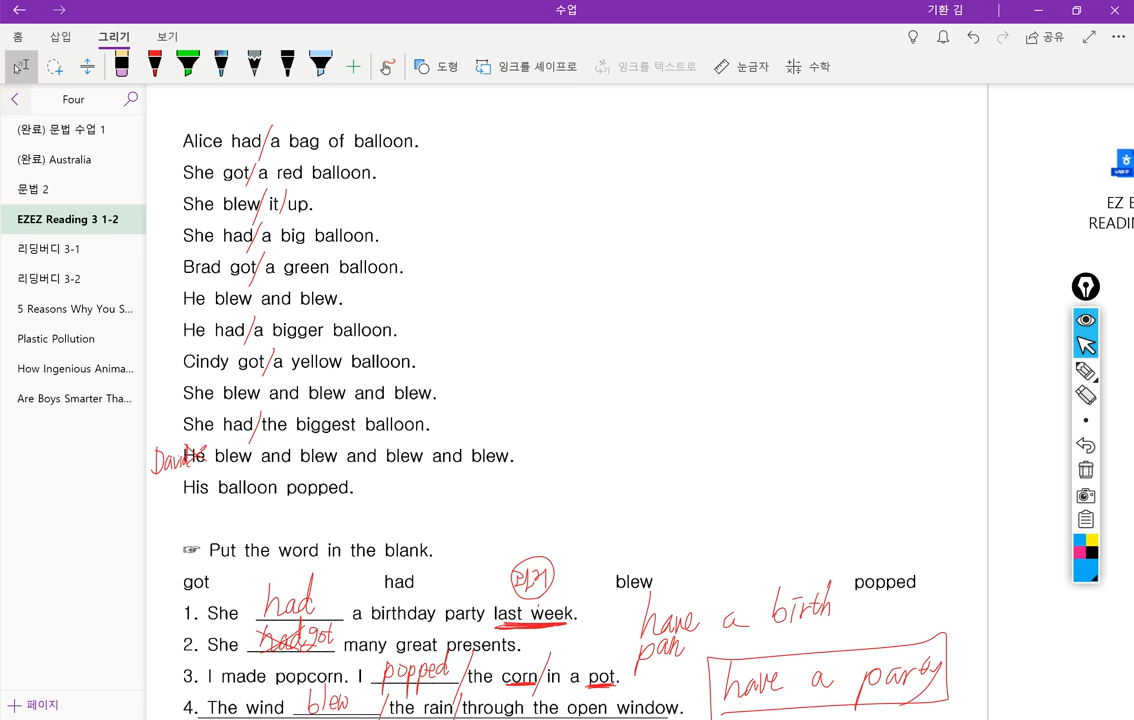 수업
기환 김
홈 삽입 그리기 보기
도형 잉크를 셰이프로 잉크를 텍스트로 눈금자 수학 공유
Four
(완료) 문법 수업 1
(완료) Australia
문법 2
EZEZ Reading 3 1-2
리딩버디 3-1
리딩버디 3-2
5 Reasons Why You S...
Plastic Pollution
How Ingenious Anima...
Are Boys Smarter Tha...
페이지
Alice had / a bag of balloon.
She got / a red balloon.
She blew / it / up.
She had / a big balloon.
Brad got / a green balloon.
He blew and blew.
He had / a bigger balloon.
Cindy got / a yellow balloon.
She blew and blew and blew.
She had / the biggest balloon.
David He blew and blew and blew and blew.
His balloon popped.
☞ Put the word in the blank.
got had 과거 blew popped
1. She had a birthday party last week.
have a birth
2. She had got many great presents.
pan
3. I made popcorn. I popped / the corn / in a pot.
have a party
4. The wind blew / the rain / through the open window.
EZ E
READING